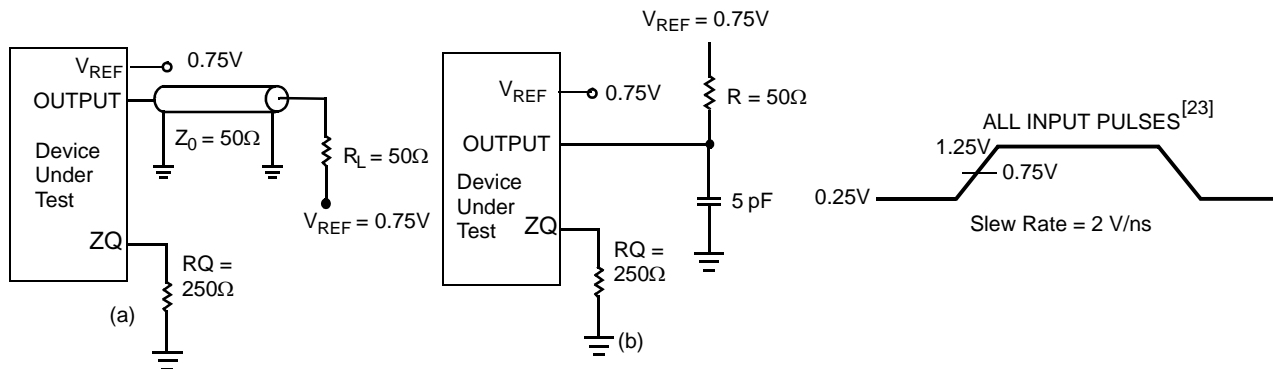 V_REF
0.75V
OUTPUT
Z_0 = 50Ω
Device
Under
Test
R_L = 50Ω
V_REF = 0.75V
ZQ
RQ =
250Ω
(a)
V_REF = 0.75V
R = 50Ω
V_REF
0.75V
OUTPUT
Device
Under
Test
5 pF
ZQ
RQ =
250Ω
(b)
ALL INPUT PULSES[23]
1.25V
0.75V
0.25V
Slew Rate = 2 V/ns